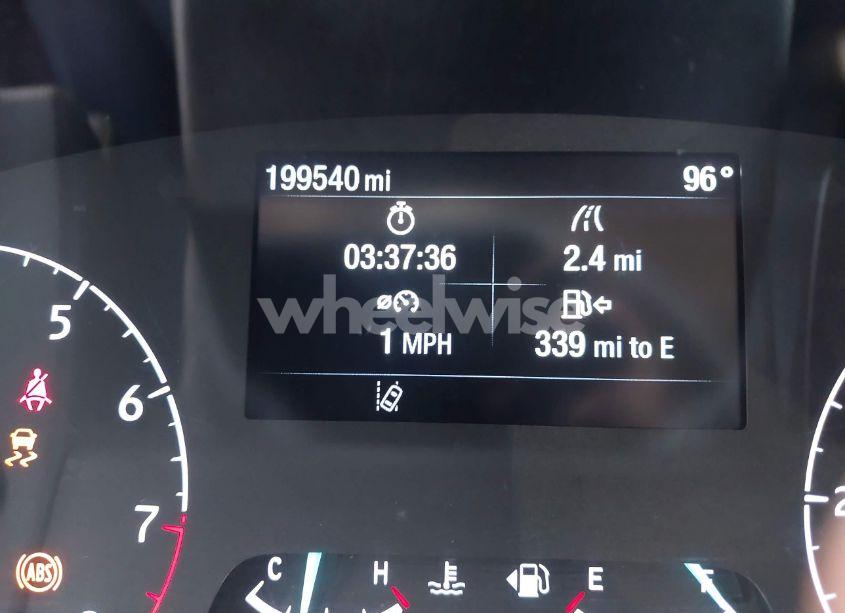 199540 mi 96°
03:37:36 2.4 mi
wheelwise
1 MPH 339 mi to E
5
6
7
ABS
C H E F
2